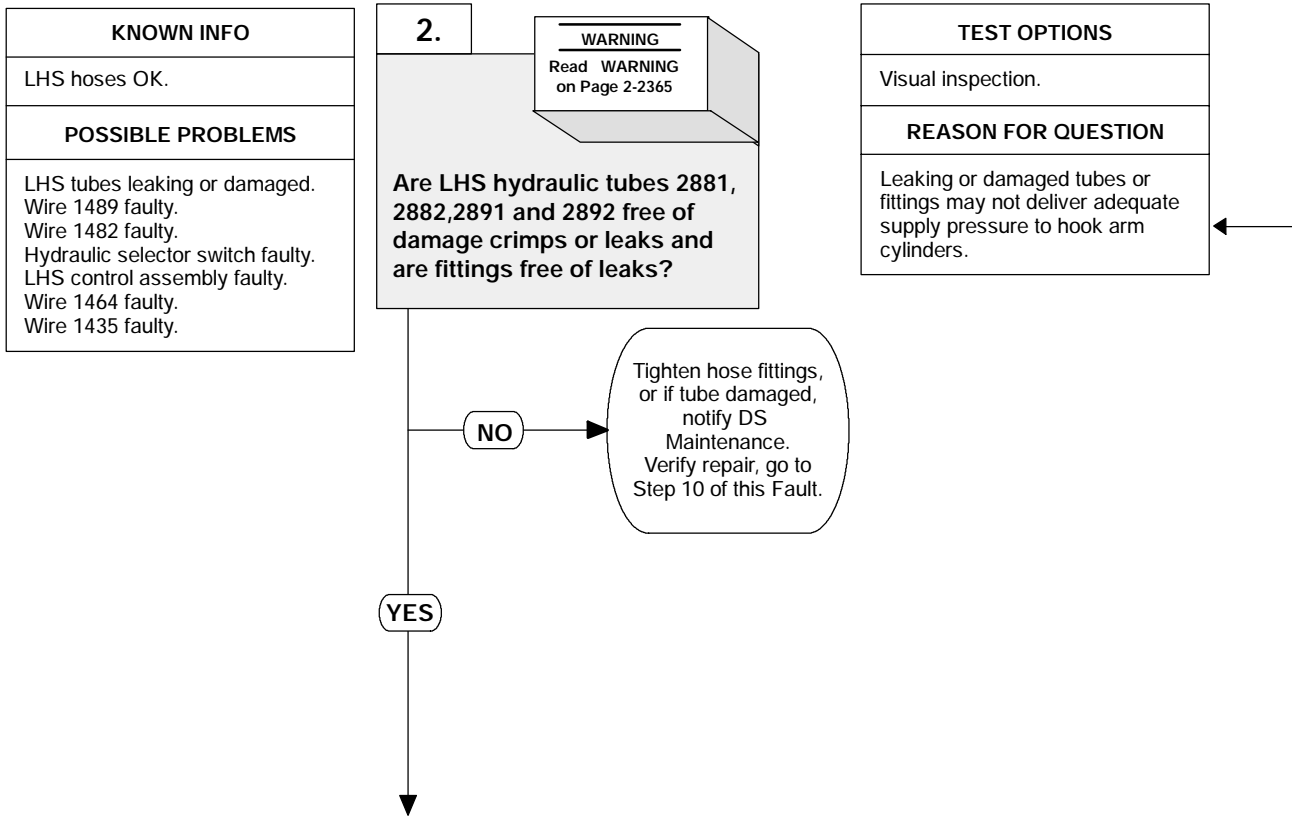 KNOWN INFO
LHS hoses OK.
POSSIBLE PROBLEMS
LHS tubes leaking or damaged.
Wire 1489 faulty.
Wire 1482 faulty.
Hydraulic selector switch faulty.
LHS control assembly faulty.
Wire 1464 faulty.
Wire 1435 faulty.
2.
WARNING
Read WARNING
on Page 2-2365
Are LHS hydraulic tubes 2881,
2882,2891 and 2892 free of
damage crimps or leaks and
are fittings free of leaks?
TEST OPTIONS
Visual inspection.
REASON FOR QUESTION
Leaking or damaged tubes or
fittings may not deliver adequate
supply pressure to hook arm
cylinders.
NO
Tighten hose fittings,
or if tube damaged,
notify DS
Maintenance.
Verify repair, go to
Step 10 of this Fault.
YES